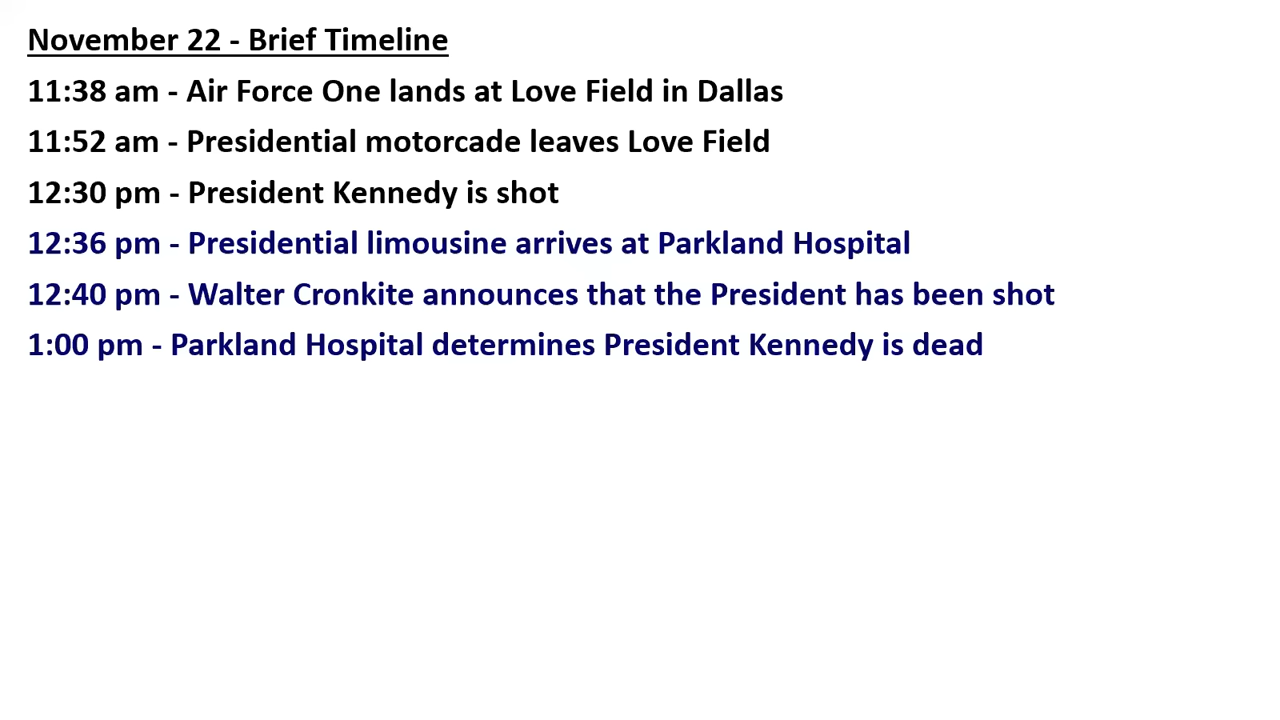 November 22 - Brief Timeline
11:38 am - Air Force One lands at Love Field in Dallas
11:52 am - Presidential motorcade leaves Love Field
12:30 pm - President Kennedy is shot
12:36 pm - Presidential limousine arrives at Parkland Hospital
12:40 pm - Walter Cronkite announces that the President has been shot
1:00 pm - Parkland Hospital determines President Kennedy is dead